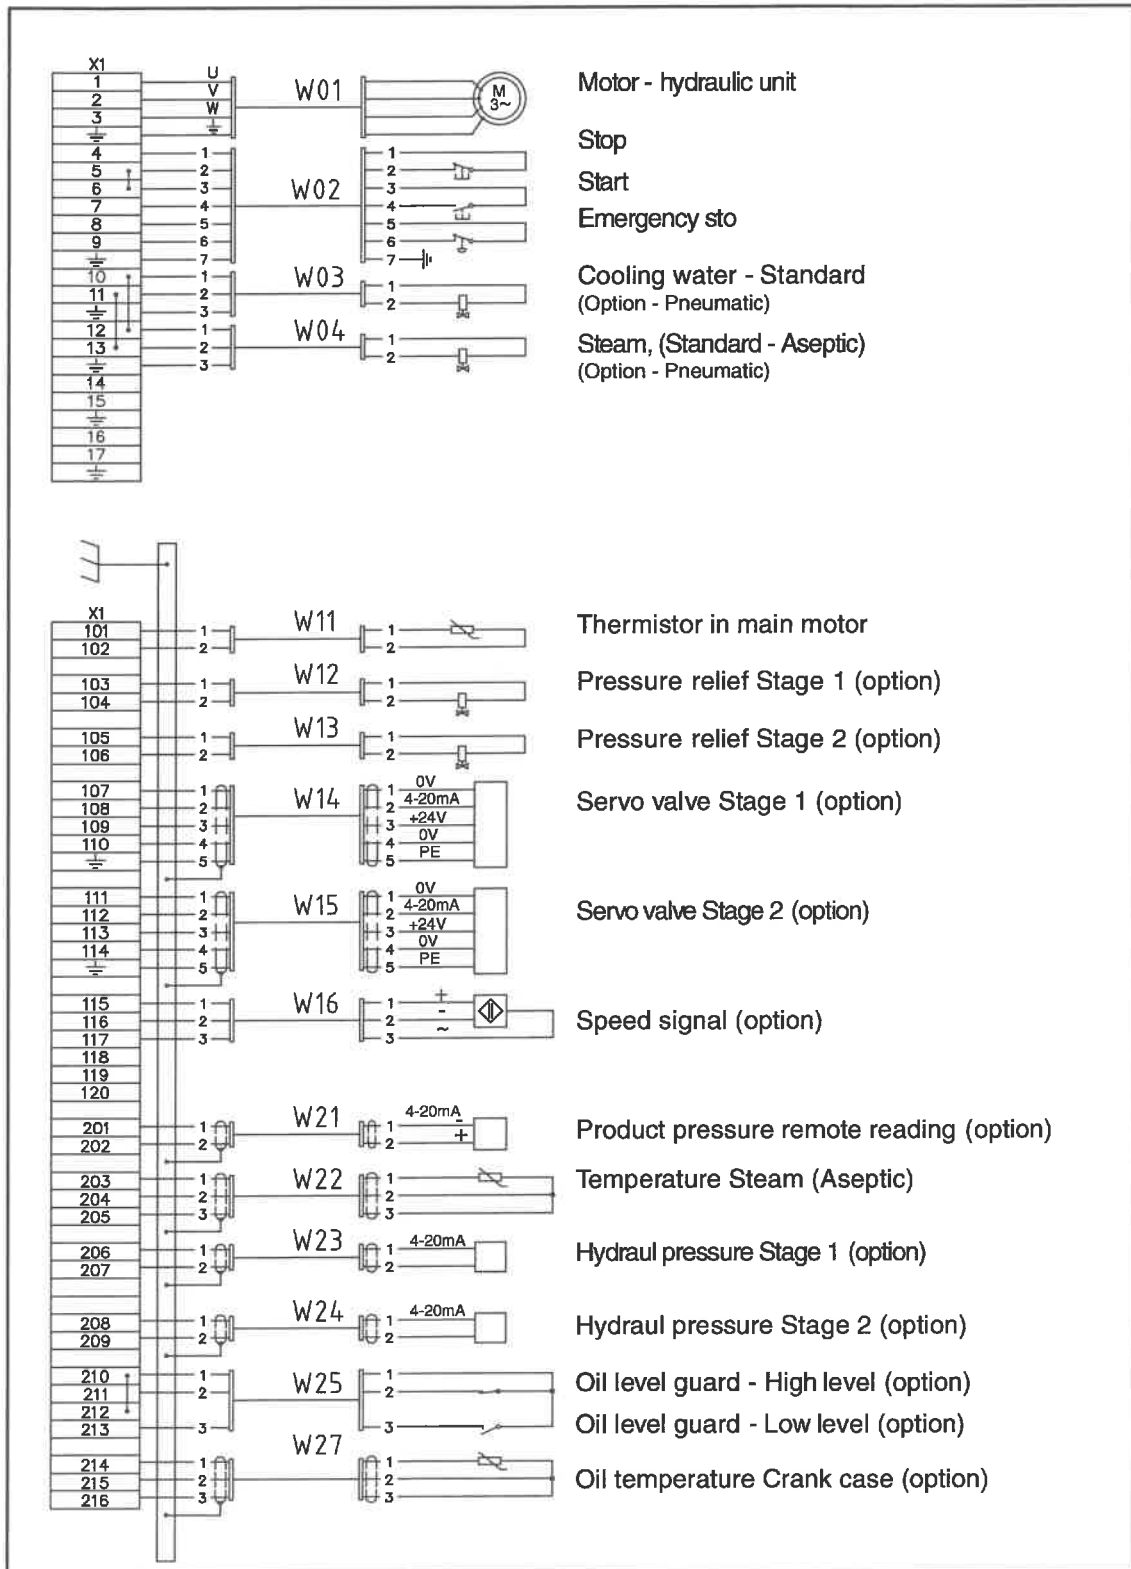 X1
1 U W01 M 3~ Motor - hydraulic unit
2 V
3 W
4 1 1 Stop
5 2 2
6 3 W02 3 Start
7 4 4
8 5 5 Emergency sto
9 6 6
7 7
10 1 W03 1 Cooling water - Standard
11 2 2 (Option - Pneumatic)
3
12 1 W04 1 Steam, (Standard - Aseptic)
13 2 2 (Option - Pneumatic)
3
14
15
16
17
X1
101 1 W11 1 Thermistor in main motor
102 2 2
103 1 W12 1 Pressure relief Stage 1 (option)
104 2 2
105 1 W13 1 Pressure relief Stage 2 (option)
106 2 2
107 1 W14 1 0V Servo valve Stage 1 (option)
108 2 2 4-20mA
109 3 3 +24V
110 4 4 0V
5 5 PE
111 1 W15 1 0V Servo valve Stage 2 (option)
112 2 2 4-20mA
113 3 3 +24V
114 4 4 0V
5 5 PE
115 1 W16 1 + Speed signal (option)
116 2 2 -
117 3 3 ~
118
119
120
201 1 W21 1 4-20mA - Product pressure remote reading (option)
202 2 2 +
203 1 W22 1 Temperature Steam (Aseptic)
204 2 2
205 3 3
206 1 W23 1 4-20mA Hydraul pressure Stage 1 (option)
207 2 2
208 1 W24 1 4-20mA Hydraul pressure Stage 2 (option)
209 2 2
210 1 W25 1 Oil level guard - High level (option)
211 2 2
212
213 3 3 Oil level guard - Low level (option)
214 1 W27 1 Oil temperature Crank case (option)
215 2 2
216 3 3